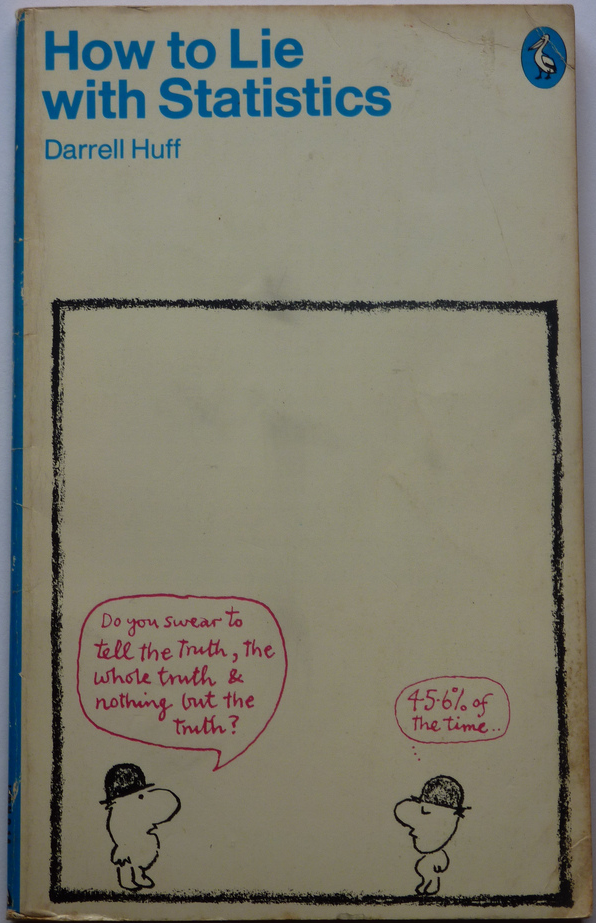 How to Lie
with Statistics
Darrell Huff
Do you swear to
tell the truth, the
whole truth &
nothing but the
truth?
45·6% of
the time..